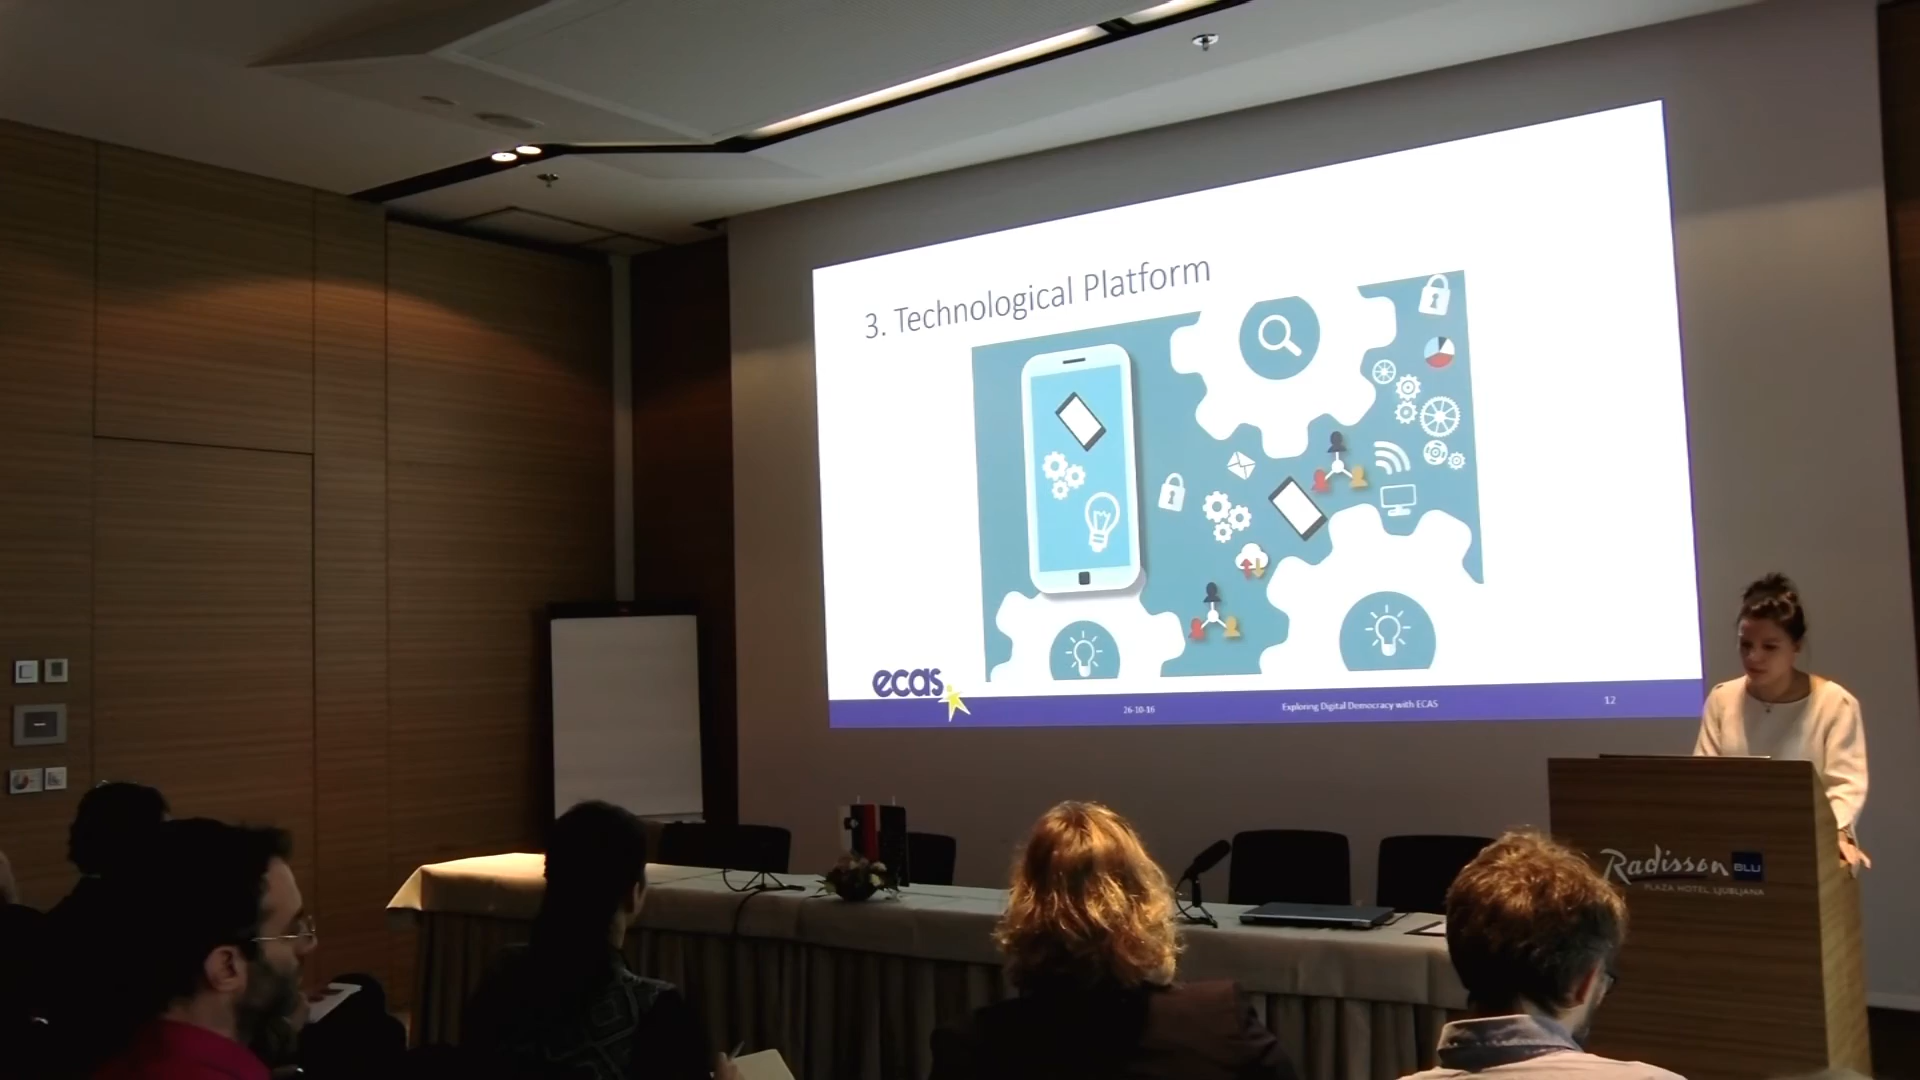 3. Technological Platform
ecas
26-10-16
Exploring Digital Democracy with ECAS
12
Radisson BLU
PLAZA HOTEL, LJUBLJANA